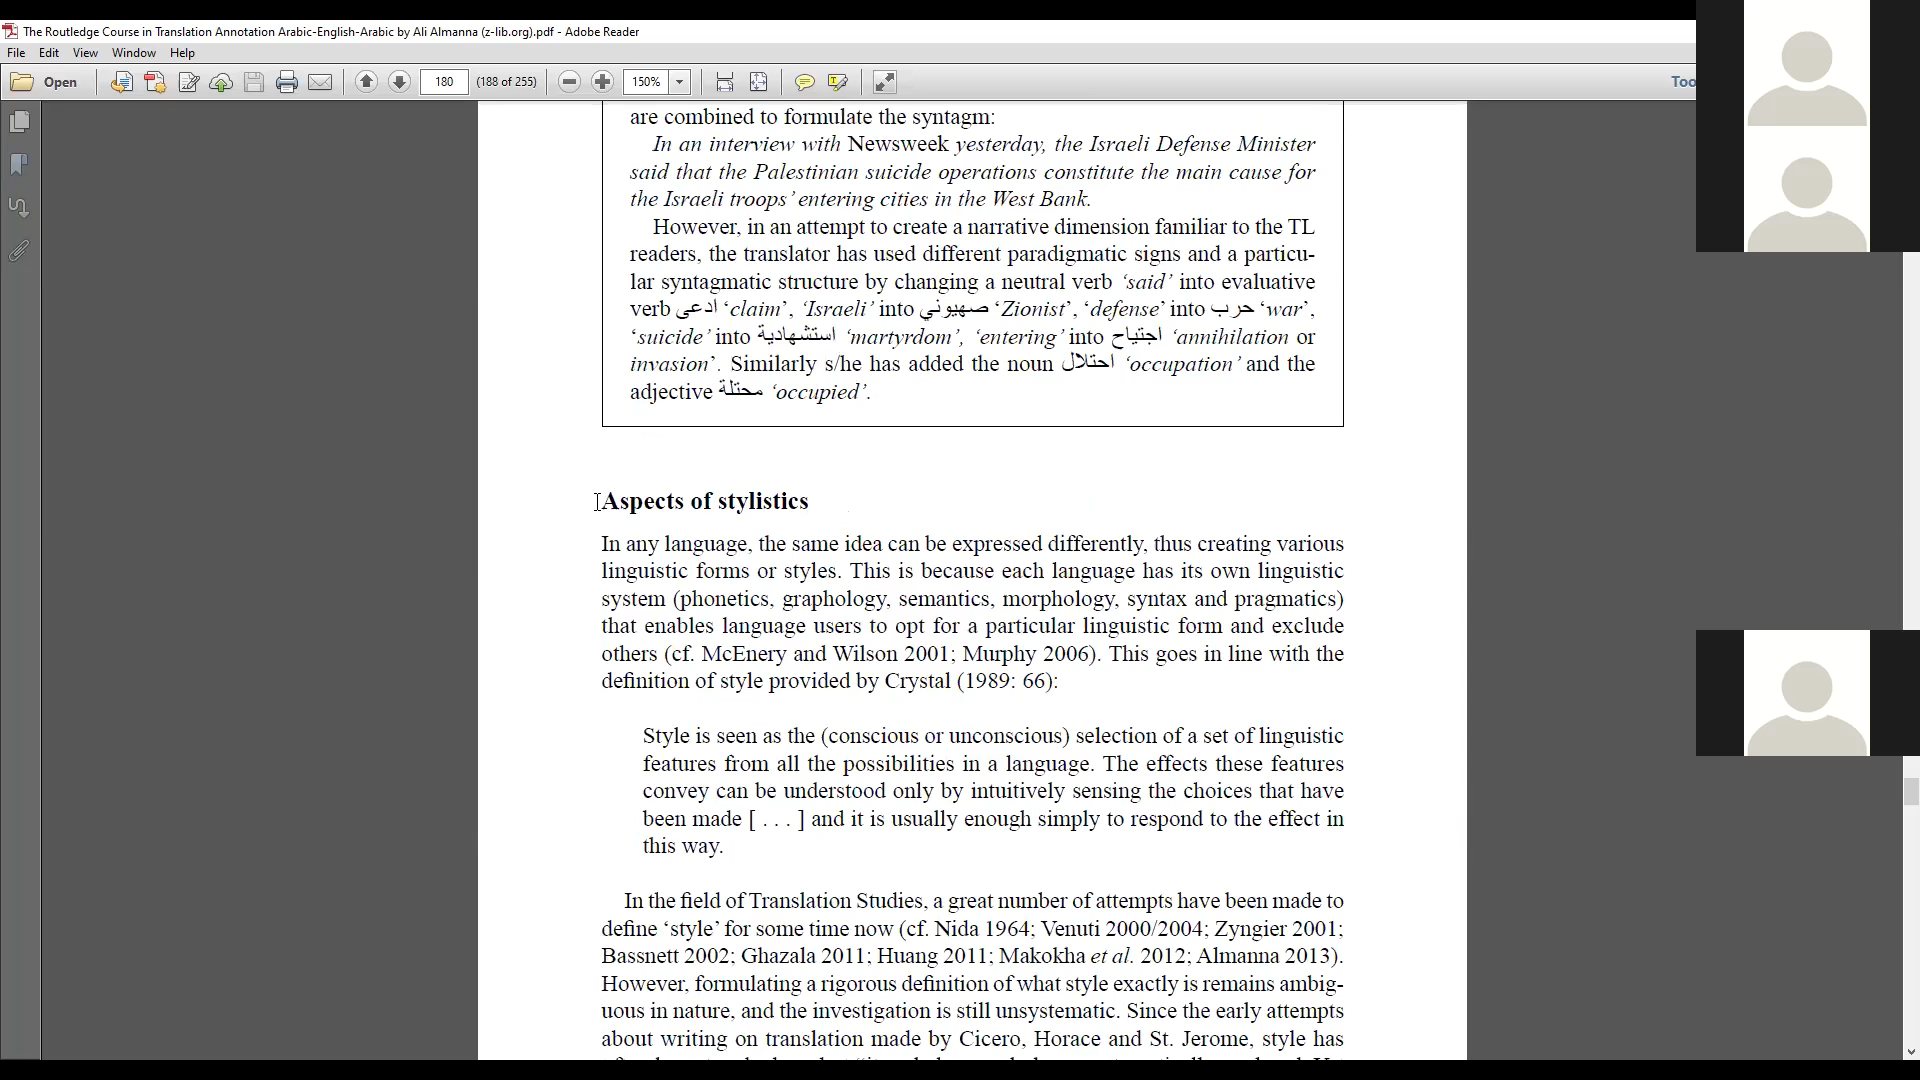 The Routledge Course in Translation Annotation Arabic-English-Arabic by Ali Almanna (z-lib.org).pdf - Adobe Reader
File Edit View Window Help
Open 180 (188 of 255) 150% Too
are combined to formulate the syntagm:
In an interview with Newsweek yesterday, the Israeli Defense Minister
said that the Palestinian suicide operations constitute the main cause for
the Israeli troops' entering cities in the West Bank.
However, in an attempt to create a narrative dimension familiar to the TL
readers, the translator has used different paradigmatic signs and a particu-
lar syntagmatic structure by changing a neutral verb ‘said’ into evaluative
verb ادعى ‘claim’, ‘Israeli’ into صهيوني ‘Zionist’, ‘defense’ into حرب ‘war’,
‘suicide’ into استشهادية ‘martyrdom’, ‘entering’ into اجتياح ‘annihilation or
invasion’. Similarly s/he has added the noun احتلال ‘occupation’ and the
adjective محتلة ‘occupied’.
Aspects of stylistics
In any language, the same idea can be expressed differently, thus creating various
linguistic forms or styles. This is because each language has its own linguistic
system (phonetics, graphology, semantics, morphology, syntax and pragmatics)
that enables language users to opt for a particular linguistic form and exclude
others (cf. McEnery and Wilson 2001; Murphy 2006). This goes in line with the
definition of style provided by Crystal (1989: 66):
Style is seen as the (conscious or unconscious) selection of a set of linguistic
features from all the possibilities in a language. The effects these features
convey can be understood only by intuitively sensing the choices that have
been made [ . . . ] and it is usually enough simply to respond to the effect in
this way.
In the field of Translation Studies, a great number of attempts have been made to
define ‘style’ for some time now (cf. Nida 1964; Venuti 2000/2004; Zyngier 2001;
Bassnett 2002; Ghazala 2011; Huang 2011; Makokha et al. 2012; Almanna 2013).
However, formulating a rigorous definition of what style exactly is remains ambig-
uous in nature, and the investigation is still unsystematic. Since the early attempts
about writing on translation made by Cicero, Horace and St. Jerome, style has